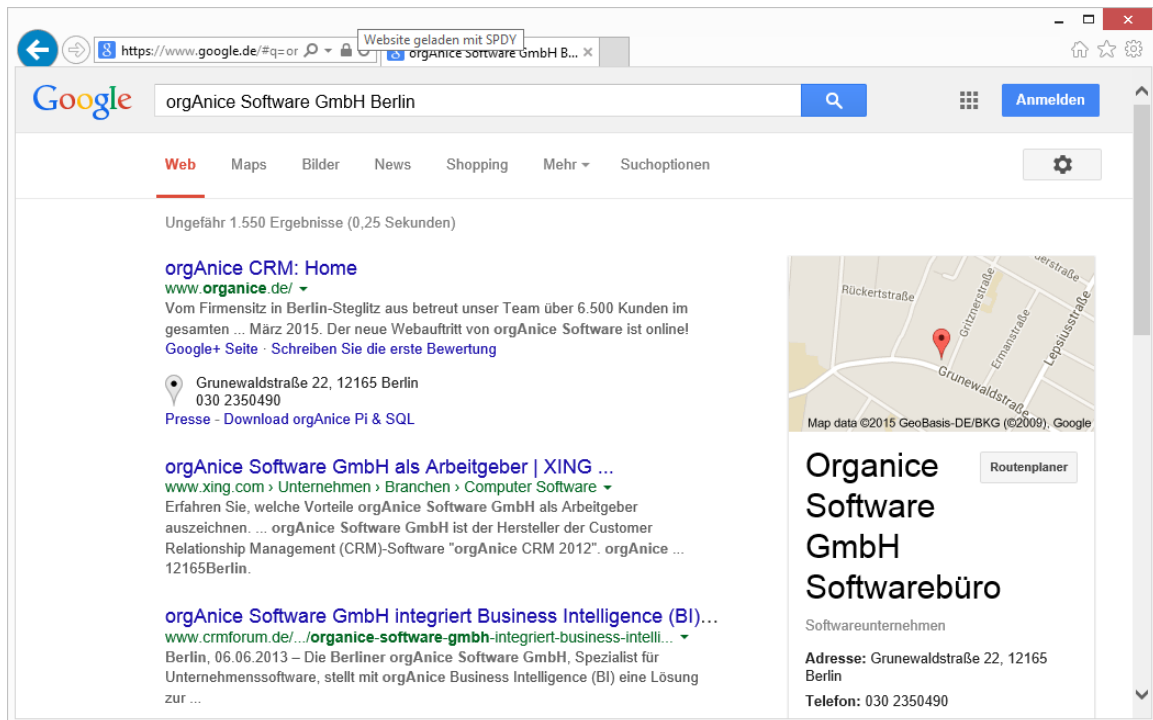 Website geladen mit SPDY
https://www.google.de/#q=or
orgAnice Software GmbH B...
Google
orgAnice Software GmbH Berlin
Anmelden
Web Maps Bilder News Shopping Mehr Suchoptionen
Ungefähr 1.550 Ergebnisse (0,25 Sekunden)
orgAnice CRM: Home
www.organice.de/
Vom Firmensitz in Berlin-Steglitz aus betreut unser Team über 6.500 Kunden im
gesamten ... März 2015. Der neue Webauftritt von orgAnice Software ist online!
Google+ Seite · Schreiben Sie die erste Bewertung
Grunewaldstraße 22, 12165 Berlin
030 2350490
Presse - Download orgAnice Pi & SQL
orgAnice Software GmbH als Arbeitgeber | XING ...
www.xing.com › Unternehmen › Branchen › Computer Software
Erfahren Sie, welche Vorteile orgAnice Software GmbH als Arbeitgeber
auszeichnen. ... orgAnice Software GmbH ist der Hersteller der Customer
Relationship Management (CRM)-Software "orgAnice CRM 2012". orgAnice ...
12165Berlin.
orgAnice Software GmbH integriert Business Intelligence (BI)...
www.crmforum.de/.../organice-software-gmbh-integriert-business-intelli...
Berlin, 06.06.2013 – Die Berliner orgAnice Software GmbH, Spezialist für
Unternehmenssoftware, stellt mit orgAnice Business Intelligence (BI) eine Lösung
zur ...
Rückertstraße
Gritznerstraße
Ermanstraße
Lepsiusstraße
Grunewaldstraße
Map data ©2015 GeoBasis-DE/BKG (©2009), Google
Organice
Software
GmbH
Softwarebüro
Routenplaner
Softwareunternehmen
Adresse: Grunewaldstraße 22, 12165
Berlin
Telefon: 030 2350490